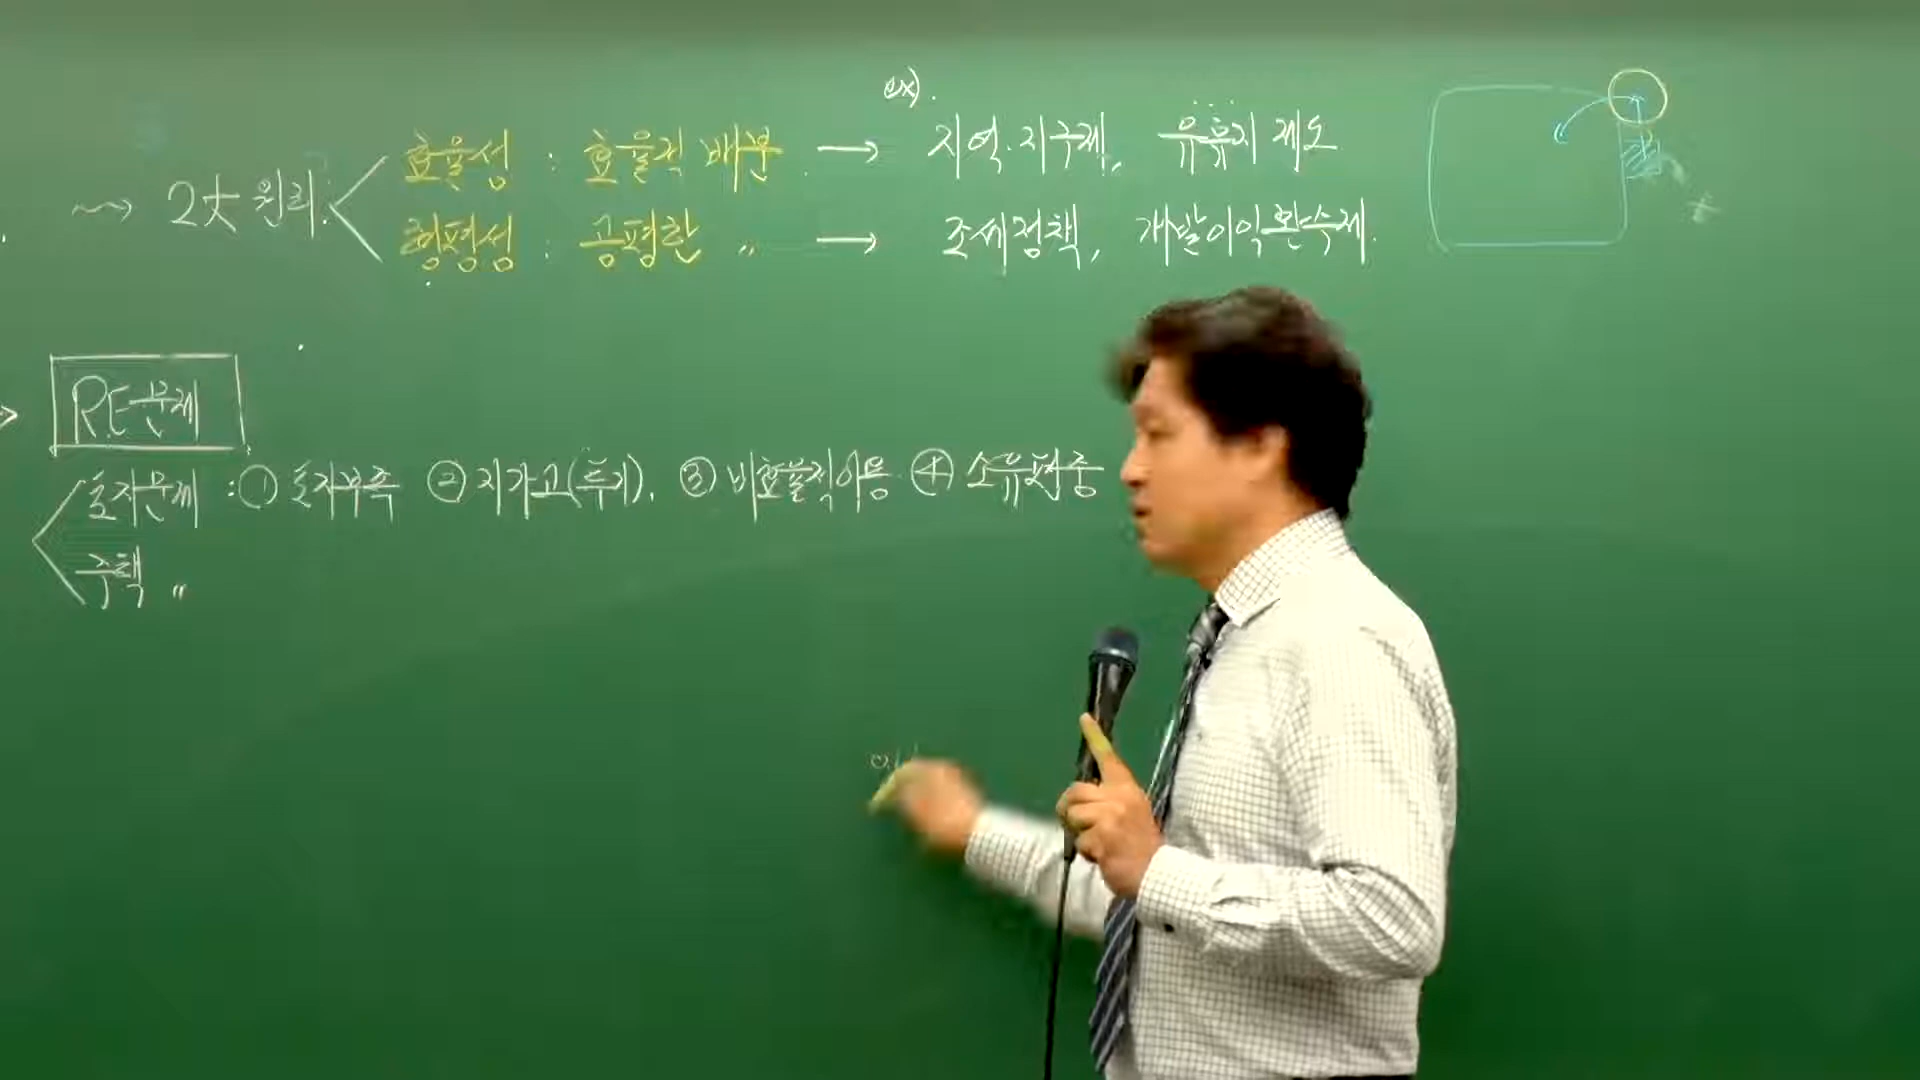 ex).
~> 2大 원리:
효율성 : 효율적 배분 → 지역·지구제, 유휴지 제도
형평성 : 공평한 〃 → 조세정책, 개발이익환수제.
RE문제
토지문제 : ① 토지부족 ② 지가고(투기), ③ 비효율적이용 ④ 소유편중
주택 〃